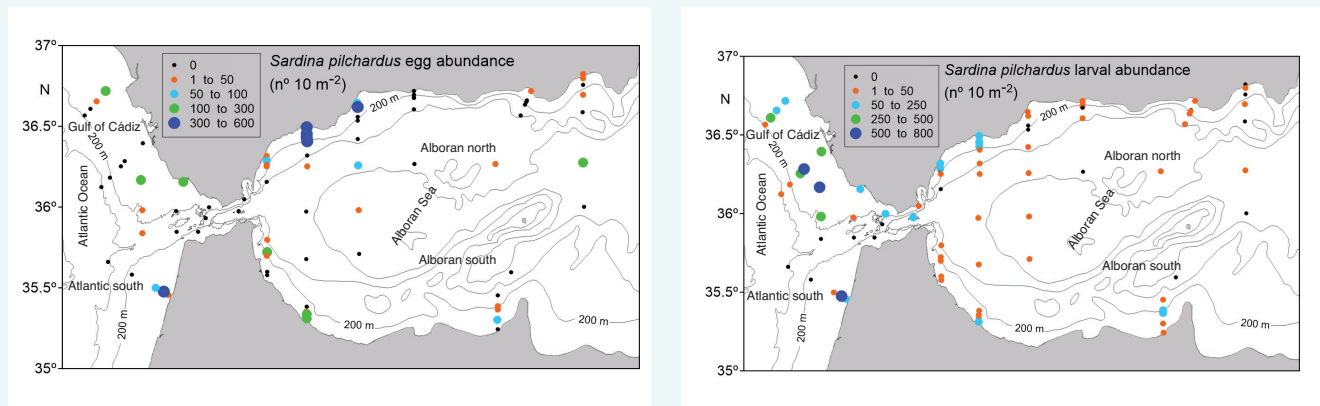 37°
N
36.5°
36°
35.5°
35°
0
1 to 50
50 to 100
100 to 300
300 to 600
Sardina pilchardus egg abundance
(nº 10 m⁻²)
200 m
Gulf of Cádiz
200 m
Alboran north
Atlantic Ocean
Alboran Sea
Alboran south
Atlantic south
200 m
200 m
37°
N
36.5°
36°
35.5°
35°
0
1 to 50
50 to 250
250 to 500
500 to 800
Sardina pilchardus larval abundance
(nº 10 m⁻²)
200 m
Gulf of Cádiz
200 m
Alboran north
Atlantic Ocean
Alboran Sea
Alboran south
Atlantic south
200 m
200 m
200 m